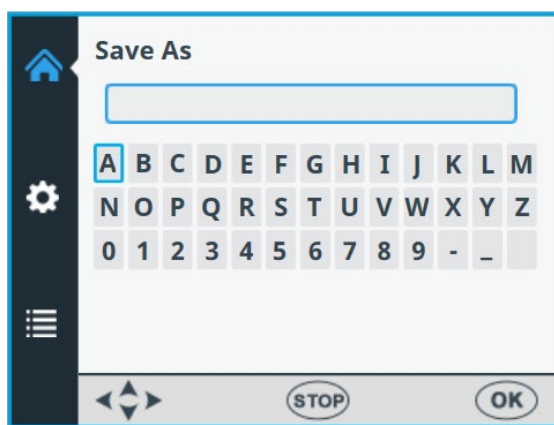 Save As
A B C D E F G H I J K L M
N O P Q R S T U V W X Y Z
0 1 2 3 4 5 6 7 8 9 - _
STOP OK